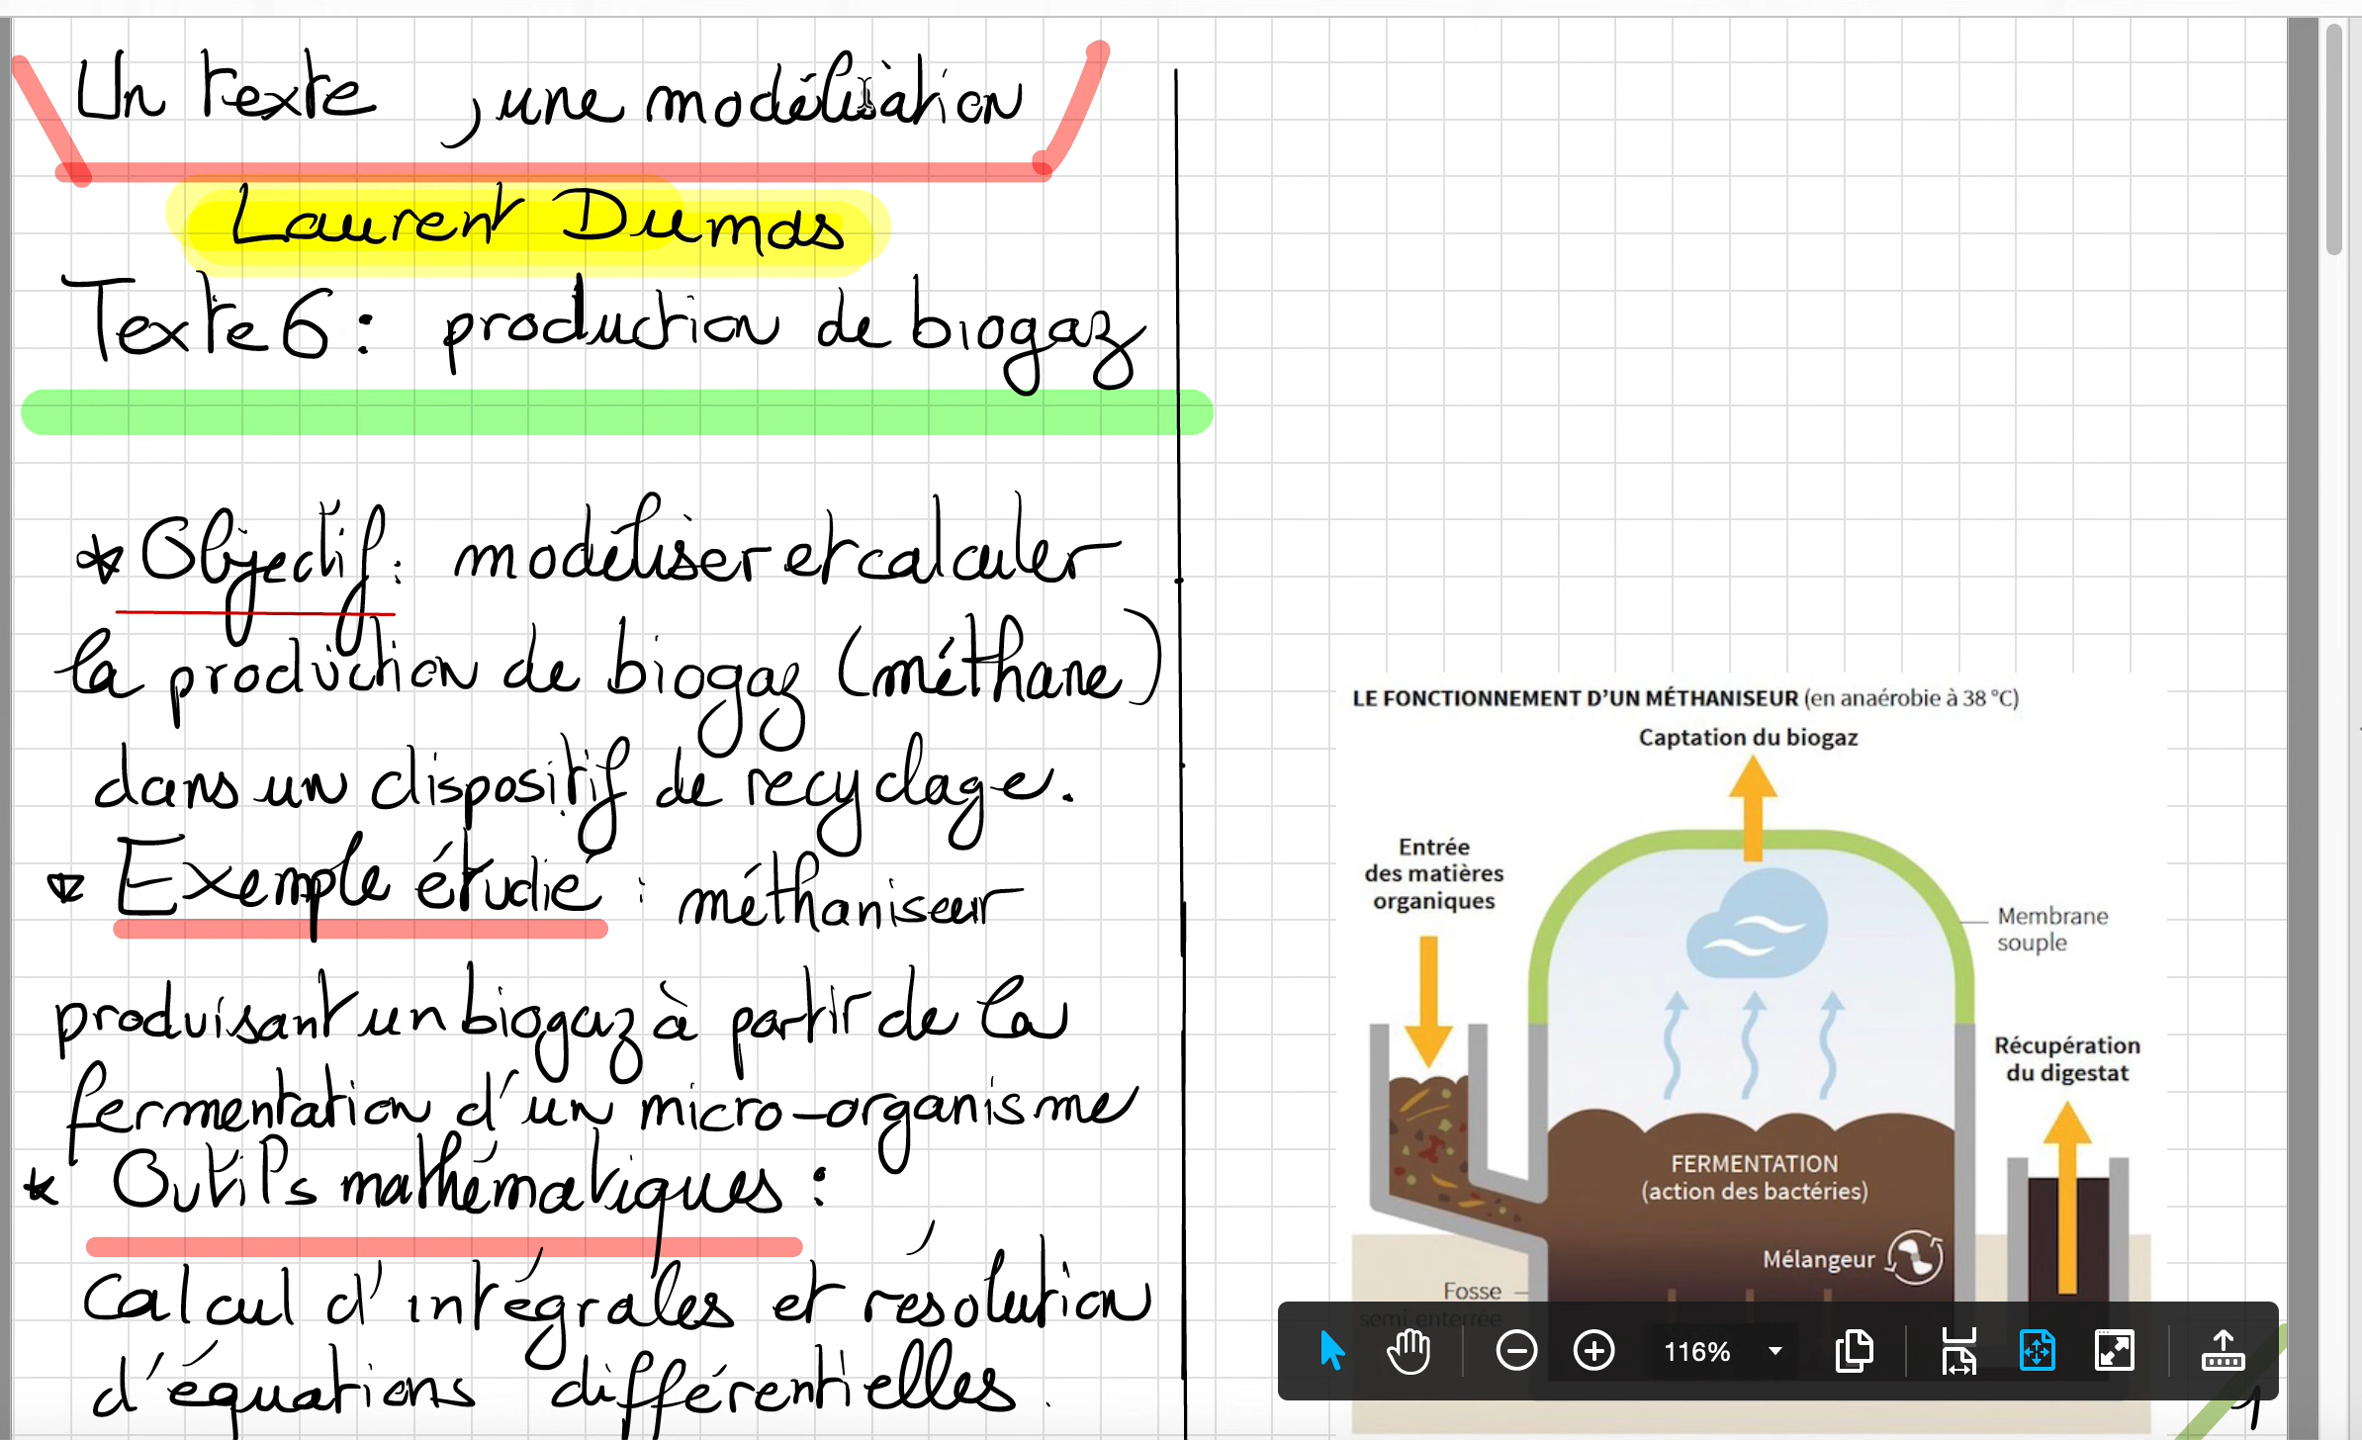 Un texte , une modélisation
Laurent Dumas
Texte 6 : production de biogaz
* Objectif : modéliser et calculer
la production de biogaz (méthane)
dans un dispositif de recyclage.
Exemple étudié : méthaniseur
produisant un biogaz à partir de la
fermentation d'un micro-organisme
* Outils mathématiques :
calcul d'intégrales et résolution
d'équations différentielles.
LE FONCTIONNEMENT D'UN MÉTHANISEUR (en anaérobie à 38 °C)
Captation du biogaz
Entrée
des matières
organiques
Membrane
souple
Récupération
du digestat
FERMENTATION
(action des bactéries)
Mélangeur
Fosse
semi-enterrée
116%
1